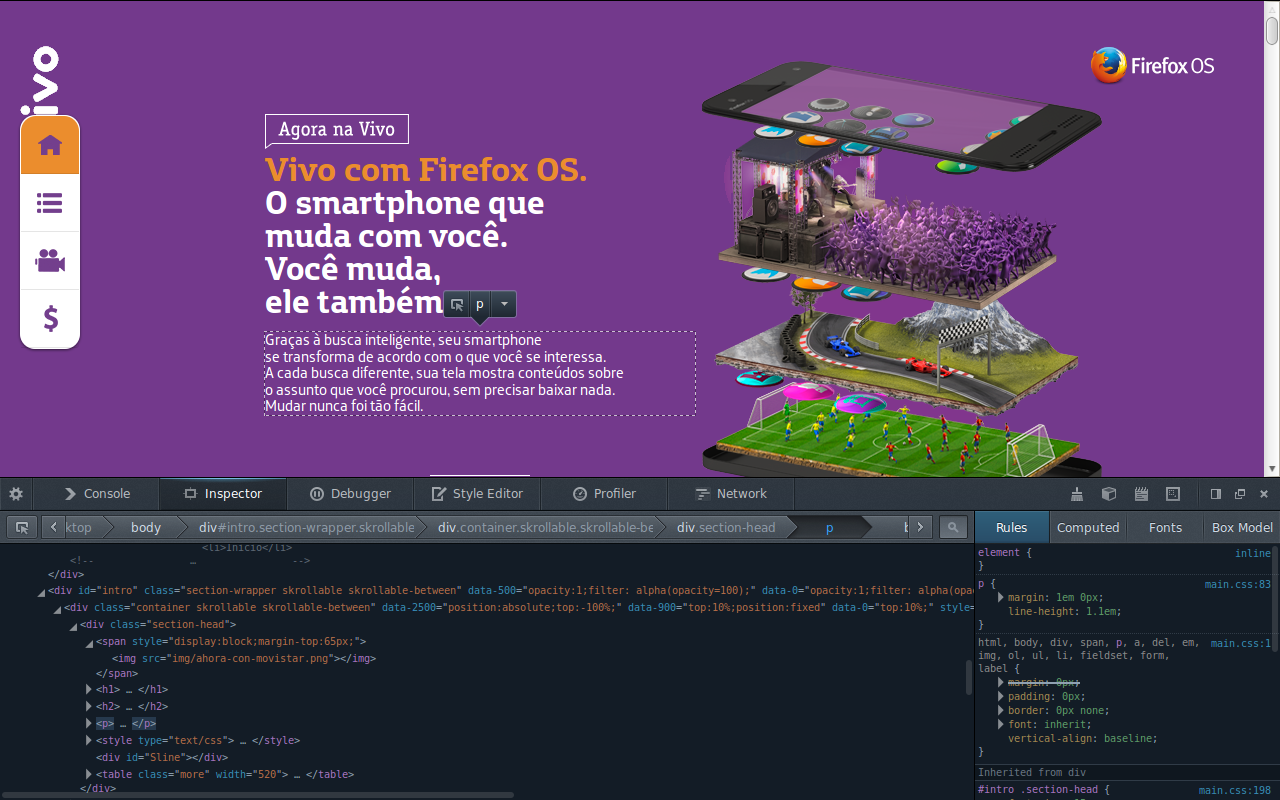 vivo
Firefox OS
Agora na Vivo
Vivo com Firefox OS.
O smartphone que
muda com você.
Você muda,
ele também
p
Graças à busca inteligente, seu smartphone
se transforma de acordo com o que você se interessa.
A cada busca diferente, sua tela mostra conteúdos sobre
o assunto que você procurou, sem precisar baixar nada.
Mudar nunca foi tão fácil.
Console
Inspector
Debugger
Style Editor
Profiler
Network
ktop
body
div#intro.section-wrapper.skrollable
div.container.skrollable.skrollable-be
div.section-head
p
Rules
Computed
Fonts
Box Model
<li>Inicio</li>
<!-- … -->
</div>
<div id="intro" class="section-wrapper skrollable skrollable-between" data-500="opacity:1;filter: alpha(opacity=100);" data-0="opacity:1;filter: alpha(opa
<div class="container skrollable skrollable-between" data-2500="position:absolute;top:-100%;" data-900="top:10%;position:fixed" data-0="top:10%;" style=
<div class="section-head">
<span style="display:block;margin-top:65px;">
<img src="img/ahora-con-movistar.png"></img>
</span>
<h1> … </h1>
<h2> … </h2>
<p> … </p>
<style type="text/css"> … </style>
<div id="Sline"></div>
<table class="more" width="520"> … </table>
</div>
element { inline
}
p { main.css:83
margin: 1em 0px;
line-height: 1.1em;
}
html, body, div, span, p, a, del, em, main.css:1
img, ol, ul, li, fieldset, form,
label {
margin: 0px;
padding: 0px;
border: 0px none;
font: inherit;
vertical-align: baseline;
}
Inherited from div
#intro .section-head { main.css:198